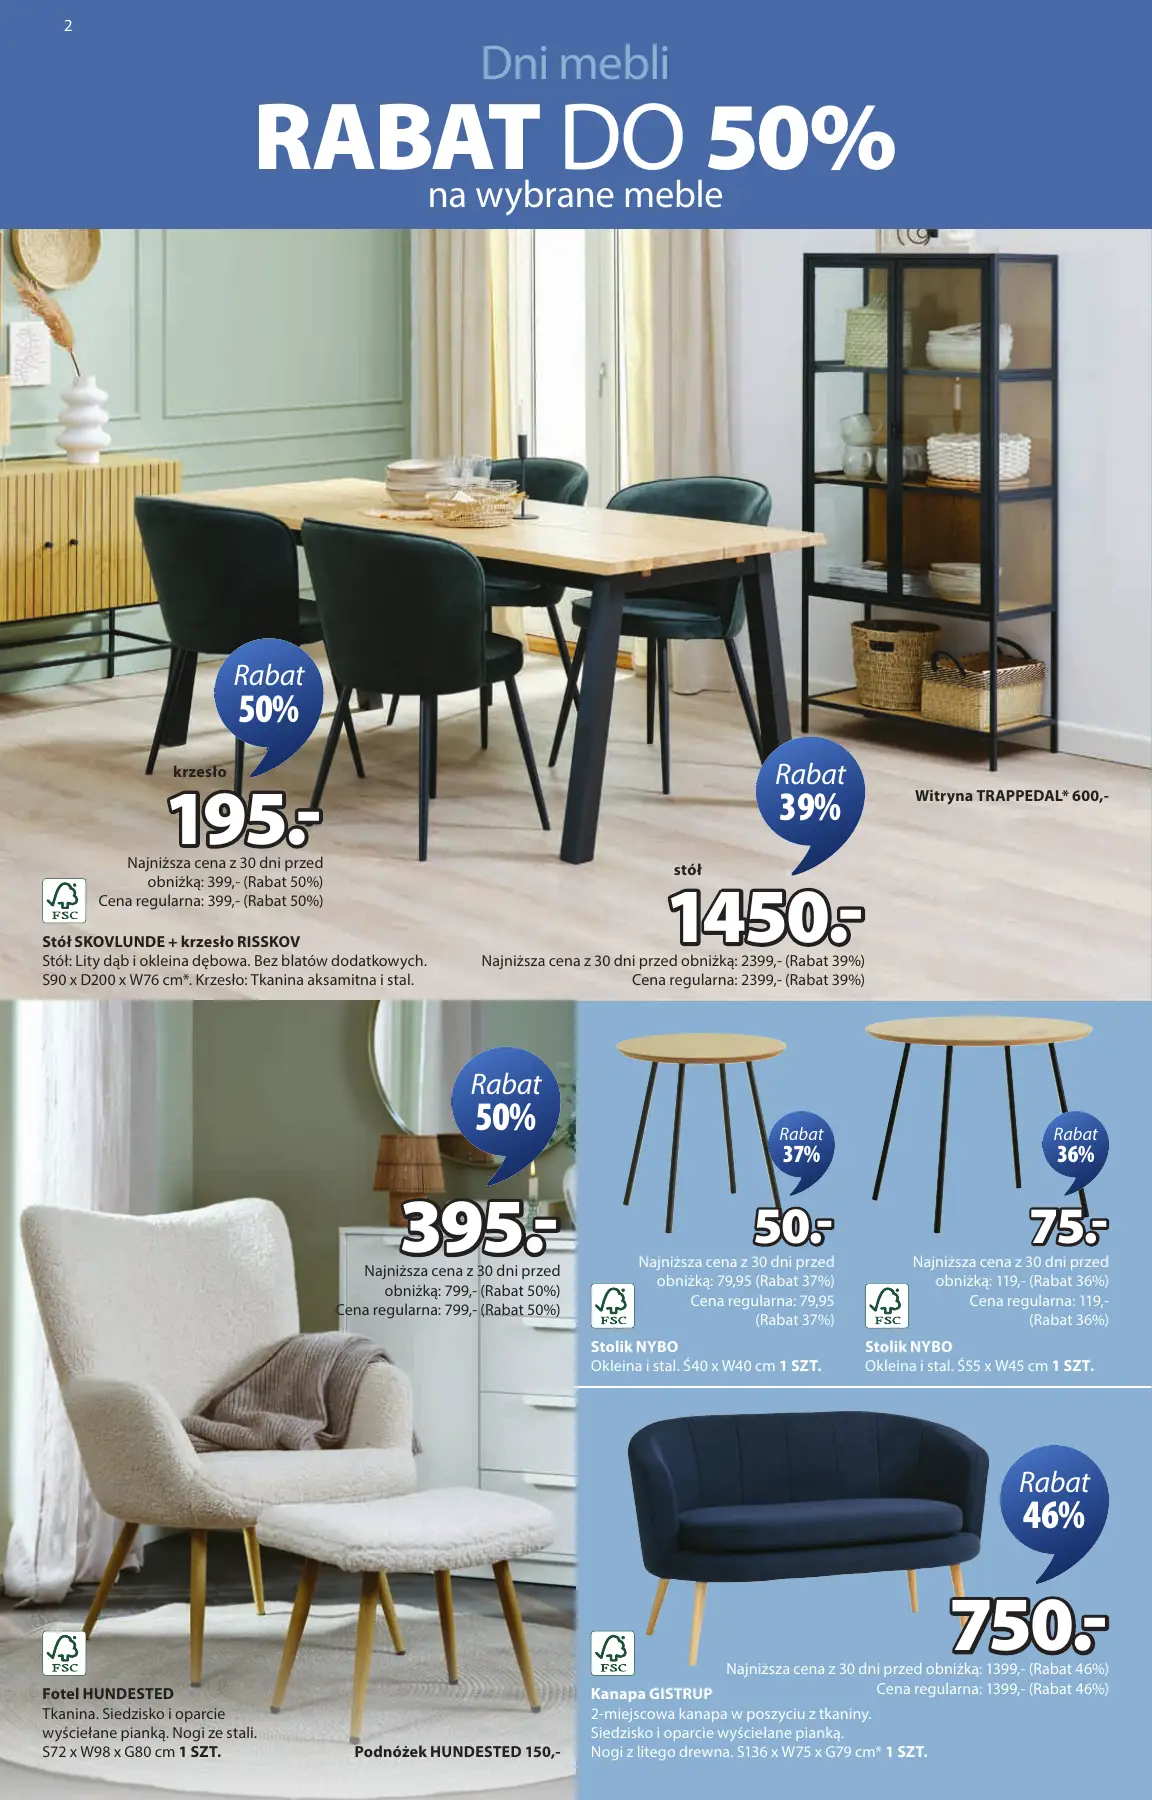 2
Dni mebli
RABAT DO 50%
na wybrane meble
Rabat
50%
krzesło
195.-
Najniższa cena z 30 dni przed
obniżką: 399,- (Rabat 50%)
Cena regularna: 399,- (Rabat 50%)
FSC
Stół SKOVLUNDE + krzesło RISSKOV
Stół: Lity dąb i okleina dębowa. Bez blatów dodatkowych.
S90 x D200 x W76 cm*. Krzesło: Tkanina aksamitna i stal.
Rabat
39%
stół
1450.-
Najniższa cena z 30 dni przed obniżką: 2399,- (Rabat 39%)
Cena regularna: 2399,- (Rabat 39%)
Witryna TRAPPEDAL* 600,-
Rabat
50%
395.-
Najniższa cena z 30 dni przed
obniżką: 799,- (Rabat 50%)
Cena regularna: 799,- (Rabat 50%)
FSC
Fotel HUNDESTED
Tkanina. Siedzisko i oparcie
wyściełane pianką. Nogi ze stali.
S72 x W98 x G80 cm 1 SZT.
Podnóżek HUNDESTED 150,-
Rabat
37%
50.-
Najniższa cena z 30 dni przed
obniżką: 79,95 (Rabat 37%)
Cena regularna: 79,95
(Rabat 37%)
FSC
Stolik NYBO
Okleina i stal. Ś40 x W40 cm 1 SZT.
Rabat
36%
75.-
Najniższa cena z 30 dni przed
obniżką: 119,- (Rabat 36%)
Cena regularna: 119,-
(Rabat 36%)
FSC
Stolik NYBO
Okleina i stal. Ś55 x W45 cm 1 SZT.
Rabat
46%
750.-
Najniższa cena z 30 dni przed obniżką: 1399,- (Rabat 46%)
Cena regularna: 1399,- (Rabat 46%)
FSC
Kanapa GISTRUP
2-miejscowa kanapa w poszyciu z tkaniny.
Siedzisko i oparcie wyściełane pianką.
Nogi z litego drewna. S136 x W75 x G79 cm* 1 SZT.